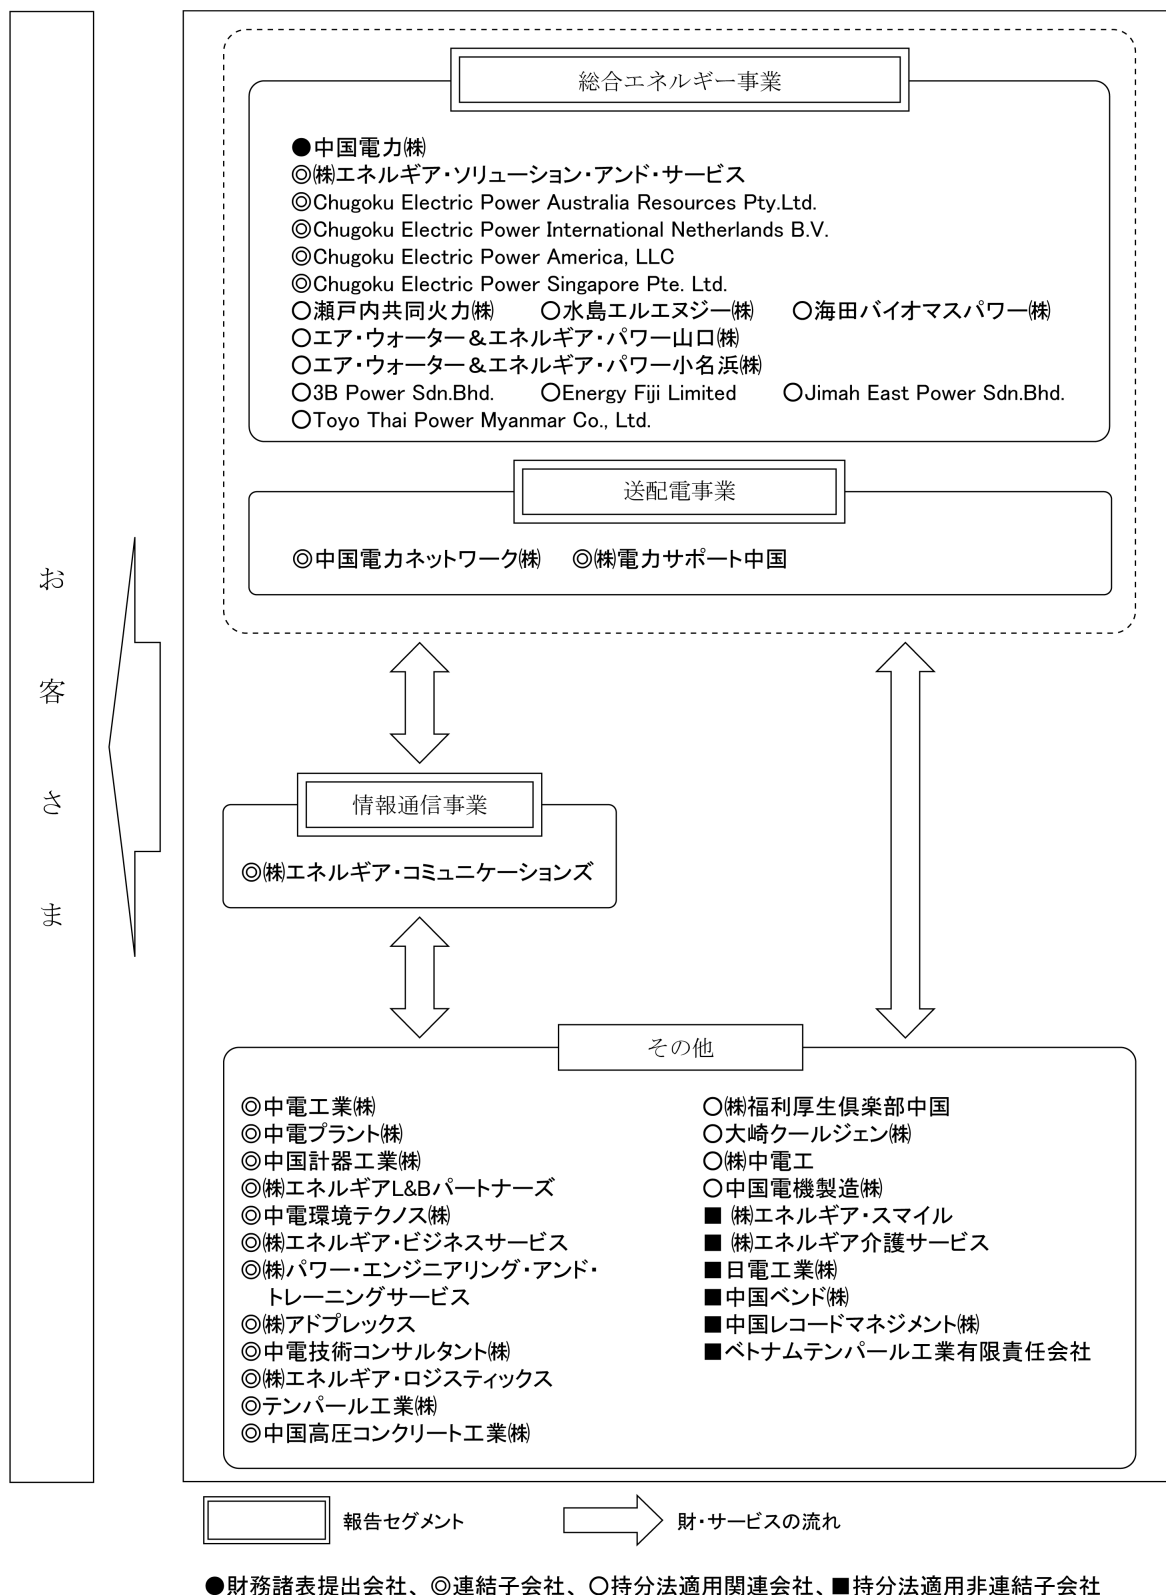 お客さま
総合エネルギー事業
●中国電力㈱
◎㈱エネルギア・ソリューション・アンド・サービス
◎Chugoku Electric Power Australia Resources Pty.Ltd.
◎Chugoku Electric Power International Netherlands B.V.
◎Chugoku Electric Power America, LLC
◎Chugoku Electric Power Singapore Pte. Ltd.
○瀬戸内共同火力㈱ ○水島エルエヌジー㈱ ○海田バイオマスパワー㈱
○エア・ウォーター＆エネルギア・パワー山口㈱
○エア・ウォーター＆エネルギア・パワー小名浜㈱
○3B Power Sdn.Bhd. ○Energy Fiji Limited ○Jimah East Power Sdn.Bhd.
○Toyo Thai Power Myanmar Co., Ltd.
送配電事業
◎中国電力ネットワーク㈱ ◎㈱電力サポート中国
情報通信事業
◎㈱エネルギア・コミュニケーションズ
その他
◎中電工業㈱
◎中電プラント㈱
◎中国計器工業㈱
◎㈱エネルギアL&Bパートナーズ
◎中電環境テクノス㈱
◎㈱エネルギア・ビジネスサービス
◎㈱パワー・エンジニアリング・アンド・
トレーニングサービス
◎㈱アドプレックス
◎中電技術コンサルタント㈱
◎㈱エネルギア・ロジスティックス
◎テンパール工業㈱
◎中国高圧コンクリート工業㈱
○㈱福利厚生倶楽部中国
○大崎クールジェン㈱
○㈱中電工
○中国電機製造㈱
■ ㈱エネルギア・スマイル
■ ㈱エネルギア介護サービス
■日電工業㈱
■中国ベンド㈱
■中国レコードマネジメント㈱
■ベトナムテンパール工業有限責任会社
報告セグメント
財・サービスの流れ
●財務諸表提出会社、◎連結子会社、○持分法適用関連会社、■持分法適用非連結子会社